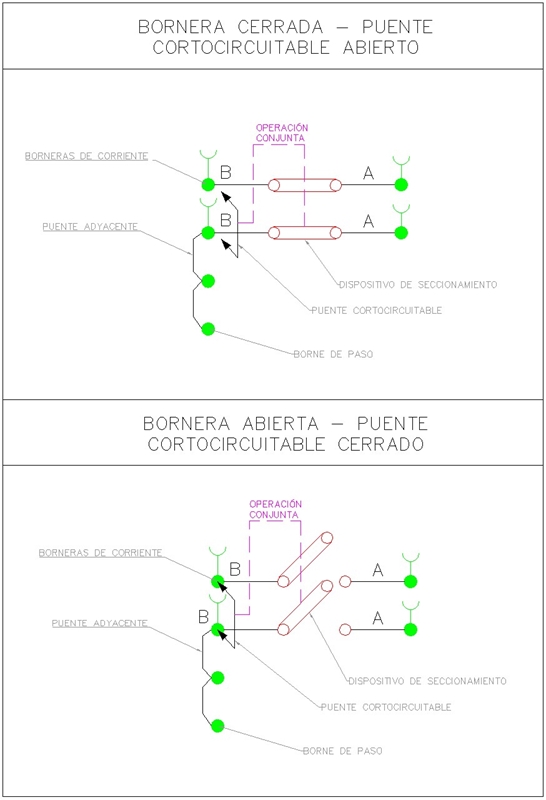 BORNERA CERRADA – PUENTE
CORTOCIRCUITABLE ABIERTO
OPERACIÓN
CONJUNTA
BORNERAS DE CORRIENTE
B
A
B
A
PUENTE ADYACENTE
DISPOSITIVO DE SECCIONAMIENTO
PUENTE CORTOCIRCUITABLE
BORNE DE PASO
BORNERA ABIERTA – PUENTE
CORTOCIRCUITABLE CERRADO
OPERACIÓN
CONJUNTA
BORNERAS DE CORRIENTE
B
A
B
A
PUENTE ADYACENTE
DISPOSITIVO DE SECCIONAMIENTO
PUENTE CORTOCIRCUITABLE
BORNE DE PASO